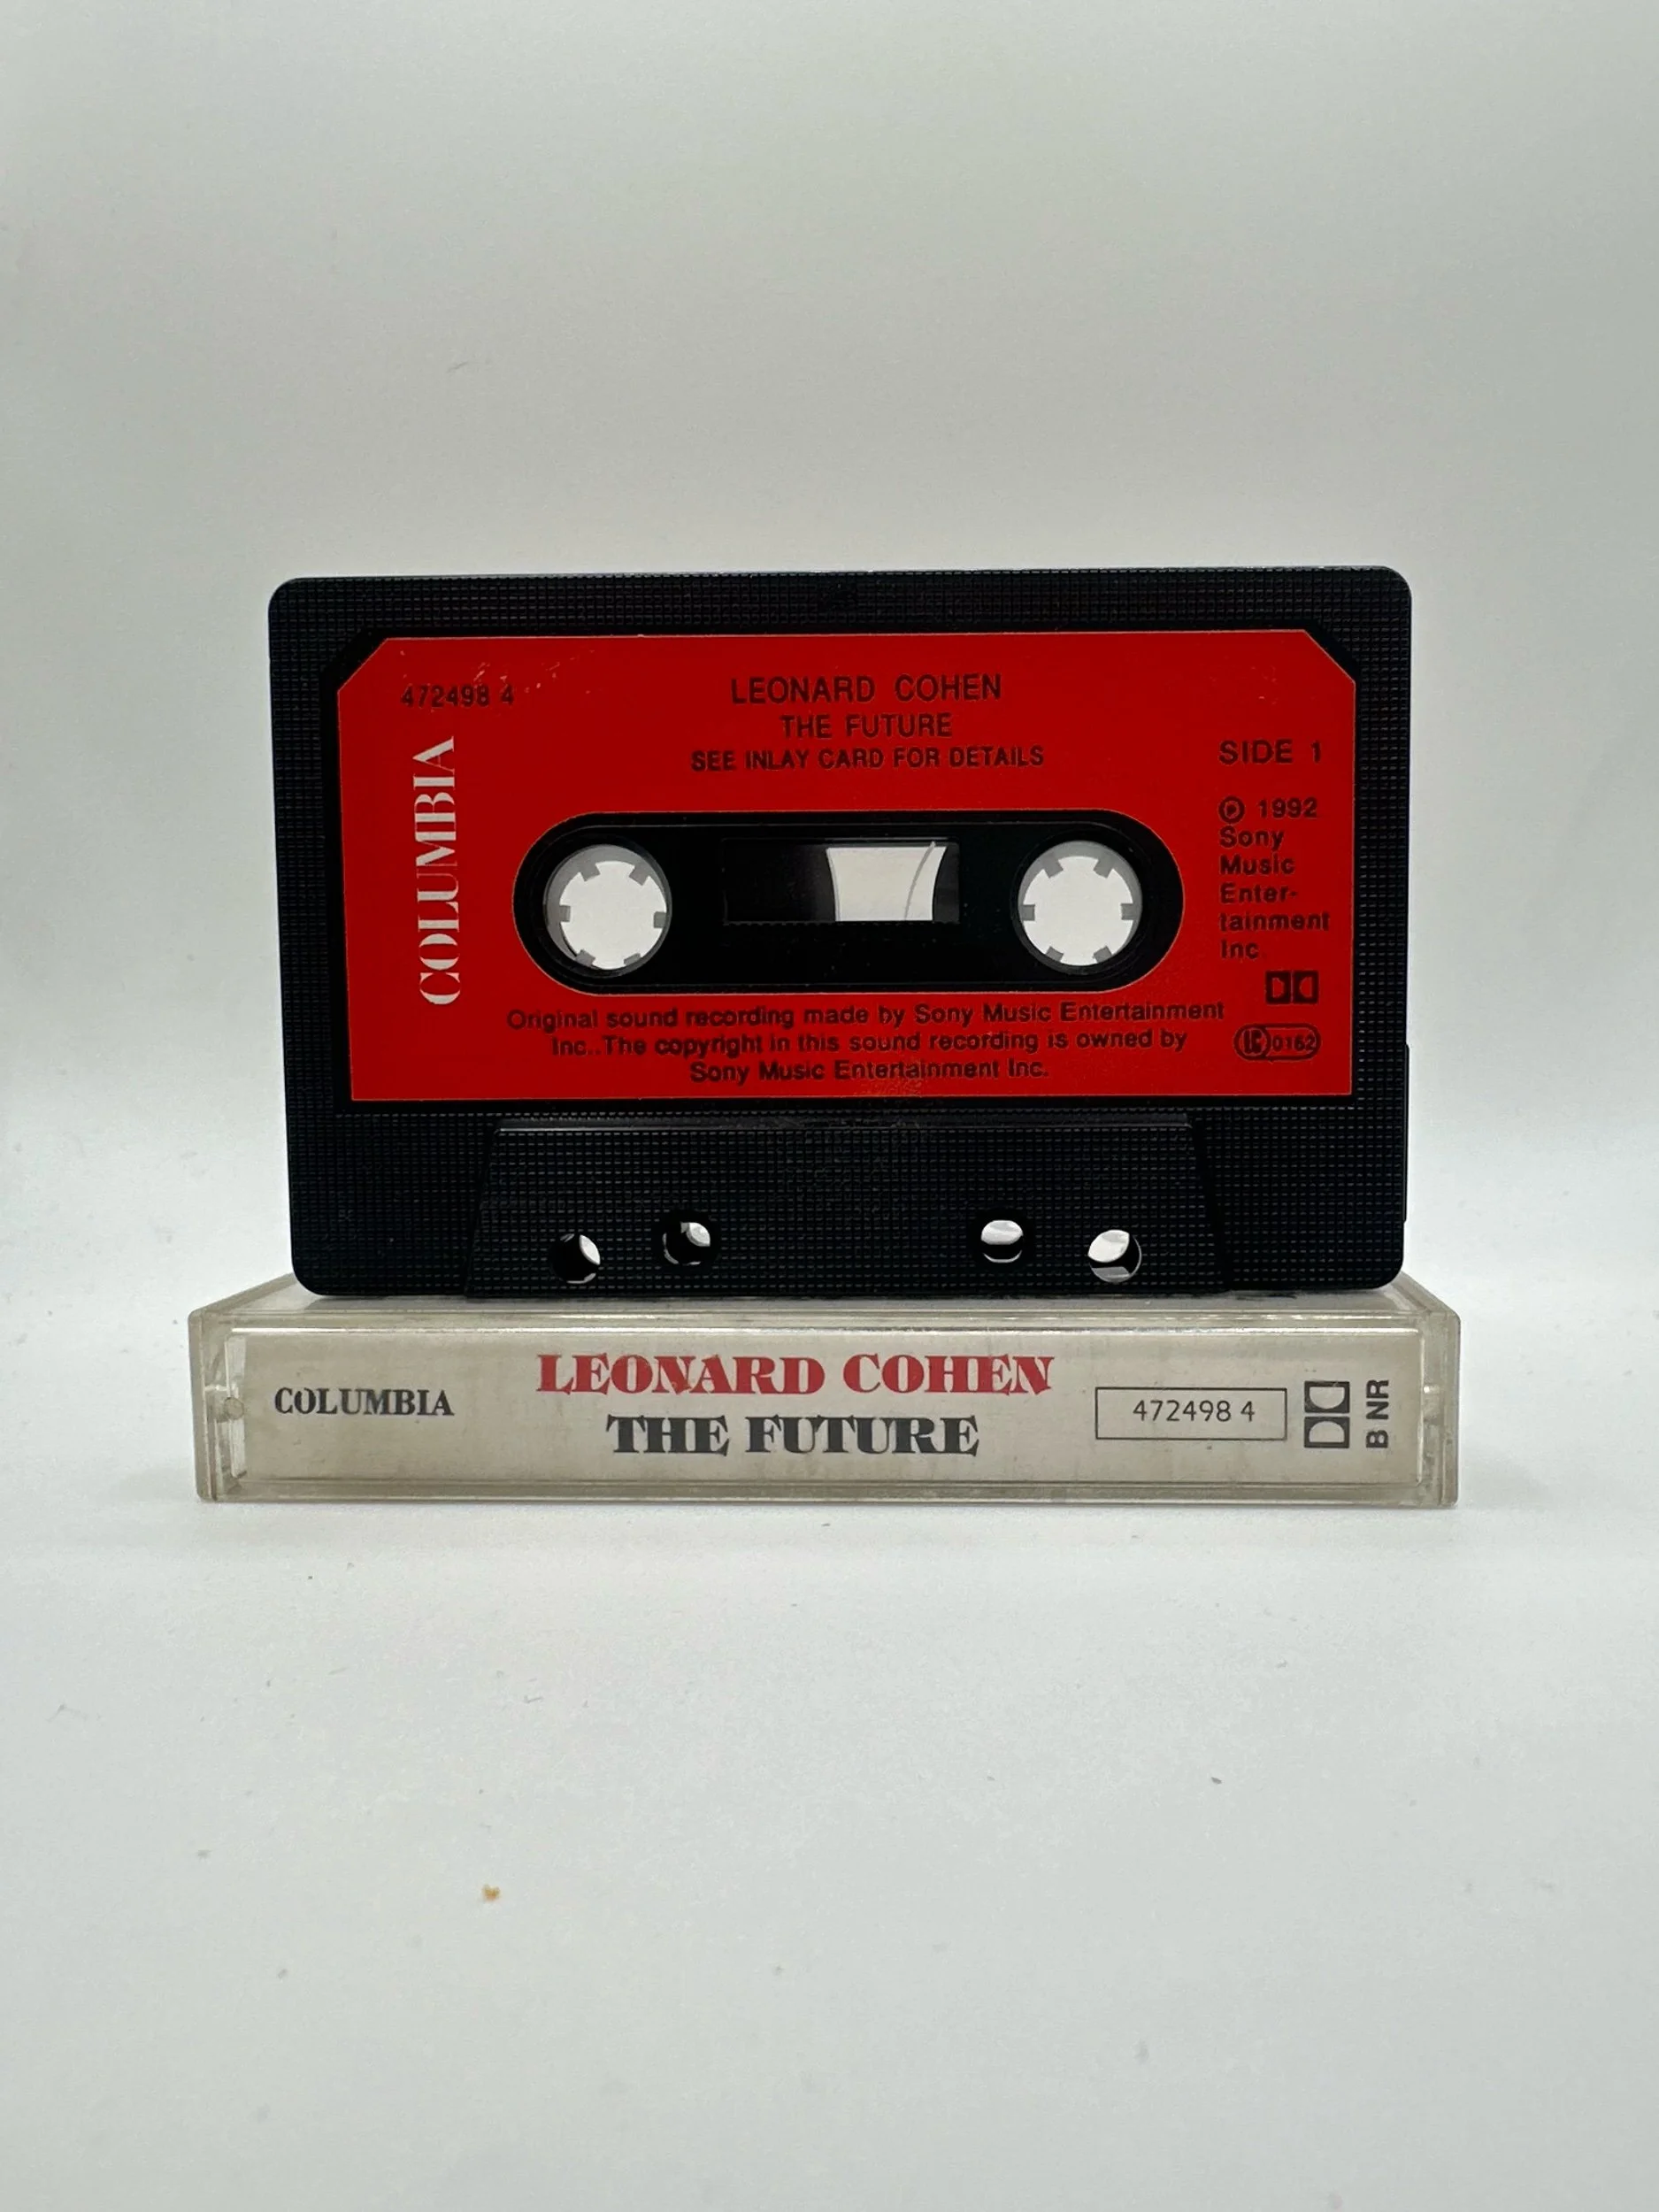 472498 4
LEONARD COHEN
THE FUTURE
SEE INLAY CARD FOR DETAILS
COLUMBIA
SIDE 1
℗ 1992
Sony
Music
Enter-
tainment
Inc.
Original sound recording made by Sony Music Entertainment
Inc..The copyright in this sound recording is owned by
Sony Music Entertainment Inc.
LC 0162
COLUMBIA
LEONARD COHEN
THE FUTURE
472498 4
B NR